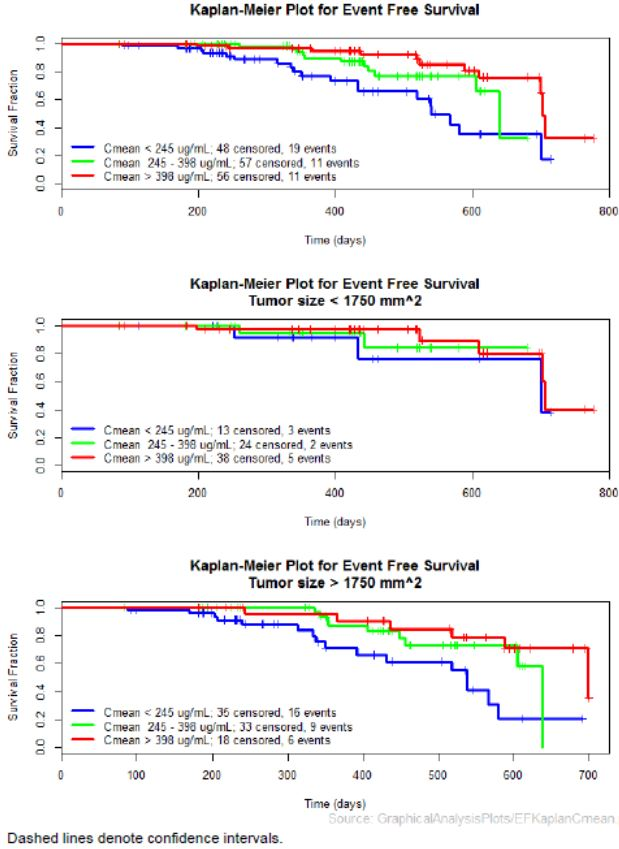 Kaplan-Meier Plot for Event Free Survival
1.0
0.8
0.6
0.4
0.2
0.0
Survival Fraction
Cmean < 245 ug/mL; 48 censored, 19 events
Cmean 245 - 398 ug/mL; 57 censored, 11 events
Cmean > 398 ug/mL; 56 censored, 11 events
0 200 400 600 800
Time (days)
Kaplan-Meier Plot for Event Free Survival
Tumor size < 1750 mm^2
1.0
0.8
0.6
0.4
0.2
0.0
Survival Fraction
Cmean < 245 ug/mL; 13 censored, 3 events
Cmean 245 - 398 ug/mL; 24 censored, 2 events
Cmean > 398 ug/mL; 38 censored, 5 events
0 200 400 600 800
Time (days)
Kaplan-Meier Plot for Event Free Survival
Tumor size > 1750 mm^2
1.0
0.8
0.6
0.4
0.2
0.0
Survival Fraction
Cmean < 245 ug/mL; 35 censored, 16 events
Cmean 245 - 398 ug/mL; 33 censored, 9 events
Cmean > 398 ug/mL; 18 censored, 6 events
0 100 200 300 400 500 600 700
Time (days)
Source: GraphicalAnalysisPlots/EFKaplanCmean.
Dashed lines denote confidence intervals.